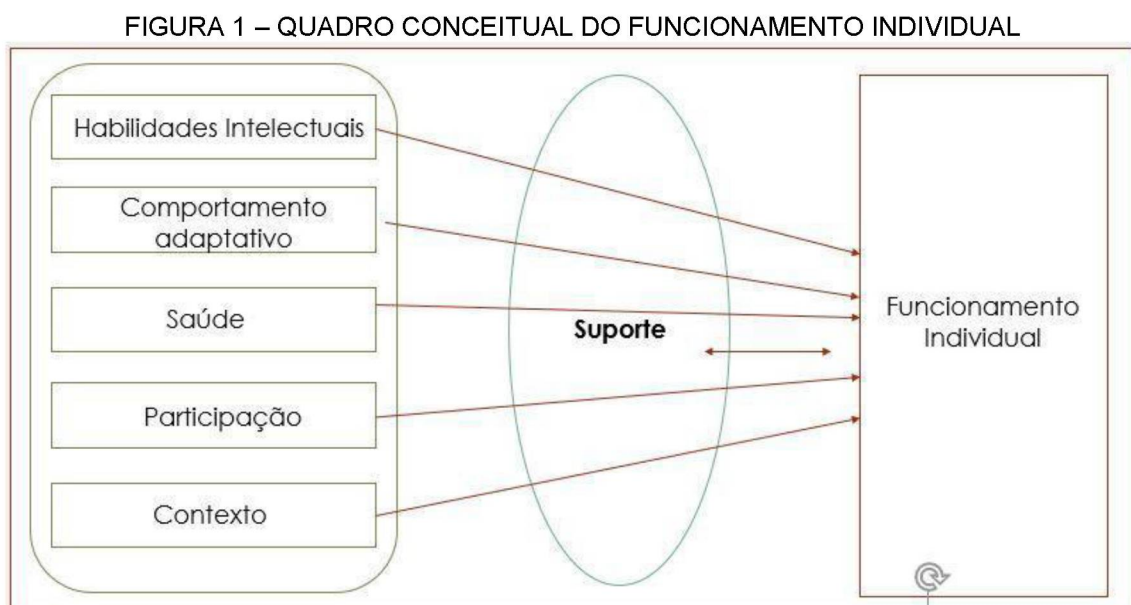 FIGURA 1 – QUADRO CONCEITUAL DO FUNCIONAMENTO INDIVIDUAL
Habilidades Intelectuais
Comportamento
adaptativo
Saúde
Participação
Contexto
Suporte
Funcionamento
Individual